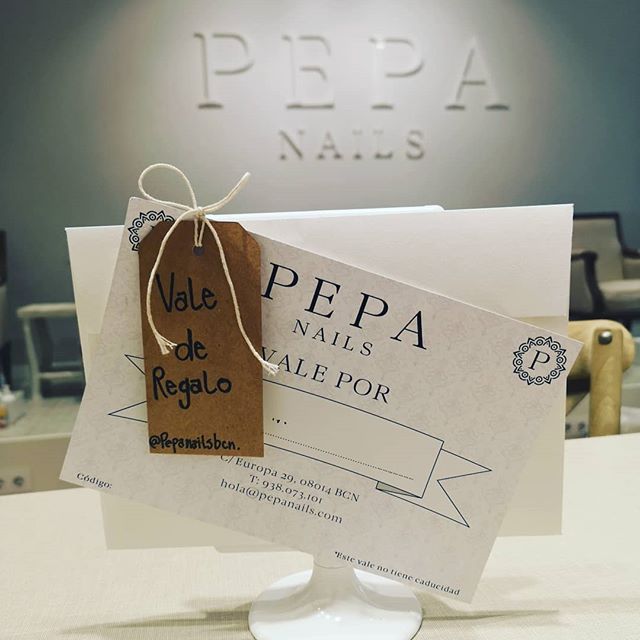 PEPA
NAILS
Vale
de
Regalo
@Pepanailsbcn.
PEPA
NAILS
VALE POR
P
C/ Europa 29, 08014 BCN
T: 938.073.101
hola@pepanails.com
Código:
*Este vale no tiene caducidad